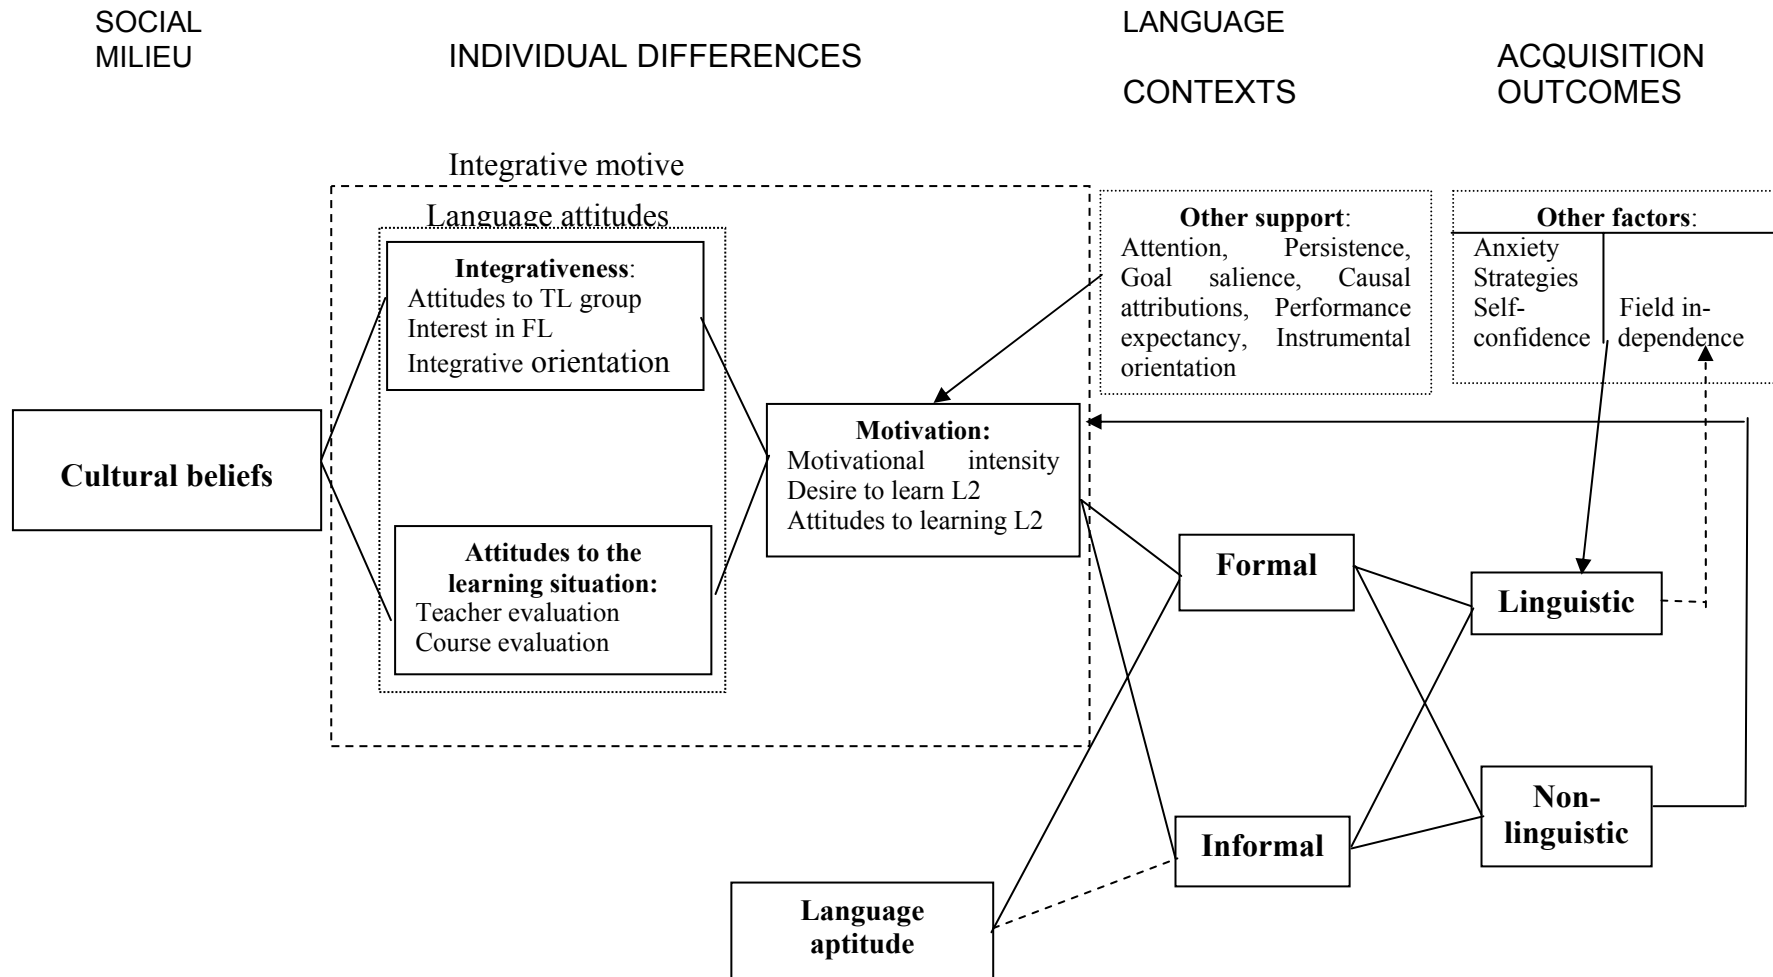 SOCIAL
MILIEU
INDIVIDUAL DIFFERENCES
LANGUAGE
CONTEXTS
ACQUISITION
OUTCOMES
Integrative motive
Language attitudes
Integrativeness:
Attitudes to TL group
Interest in FL
Integrative orientation
Other support:
Attention, Persistence,
Goal salience, Causal
attributions, Performance
expectancy, Instrumental
orientation
Other factors:
Anxiety
Strategies
Self-
confidence
Field in-
dependence
Cultural beliefs
Motivation:
Motivational intensity
Desire to learn L2
Attitudes to learning L2
Attitudes to the
learning situation:
Teacher evaluation
Course evaluation
Formal
Linguistic
Informal
Non-
linguistic
Language
aptitude